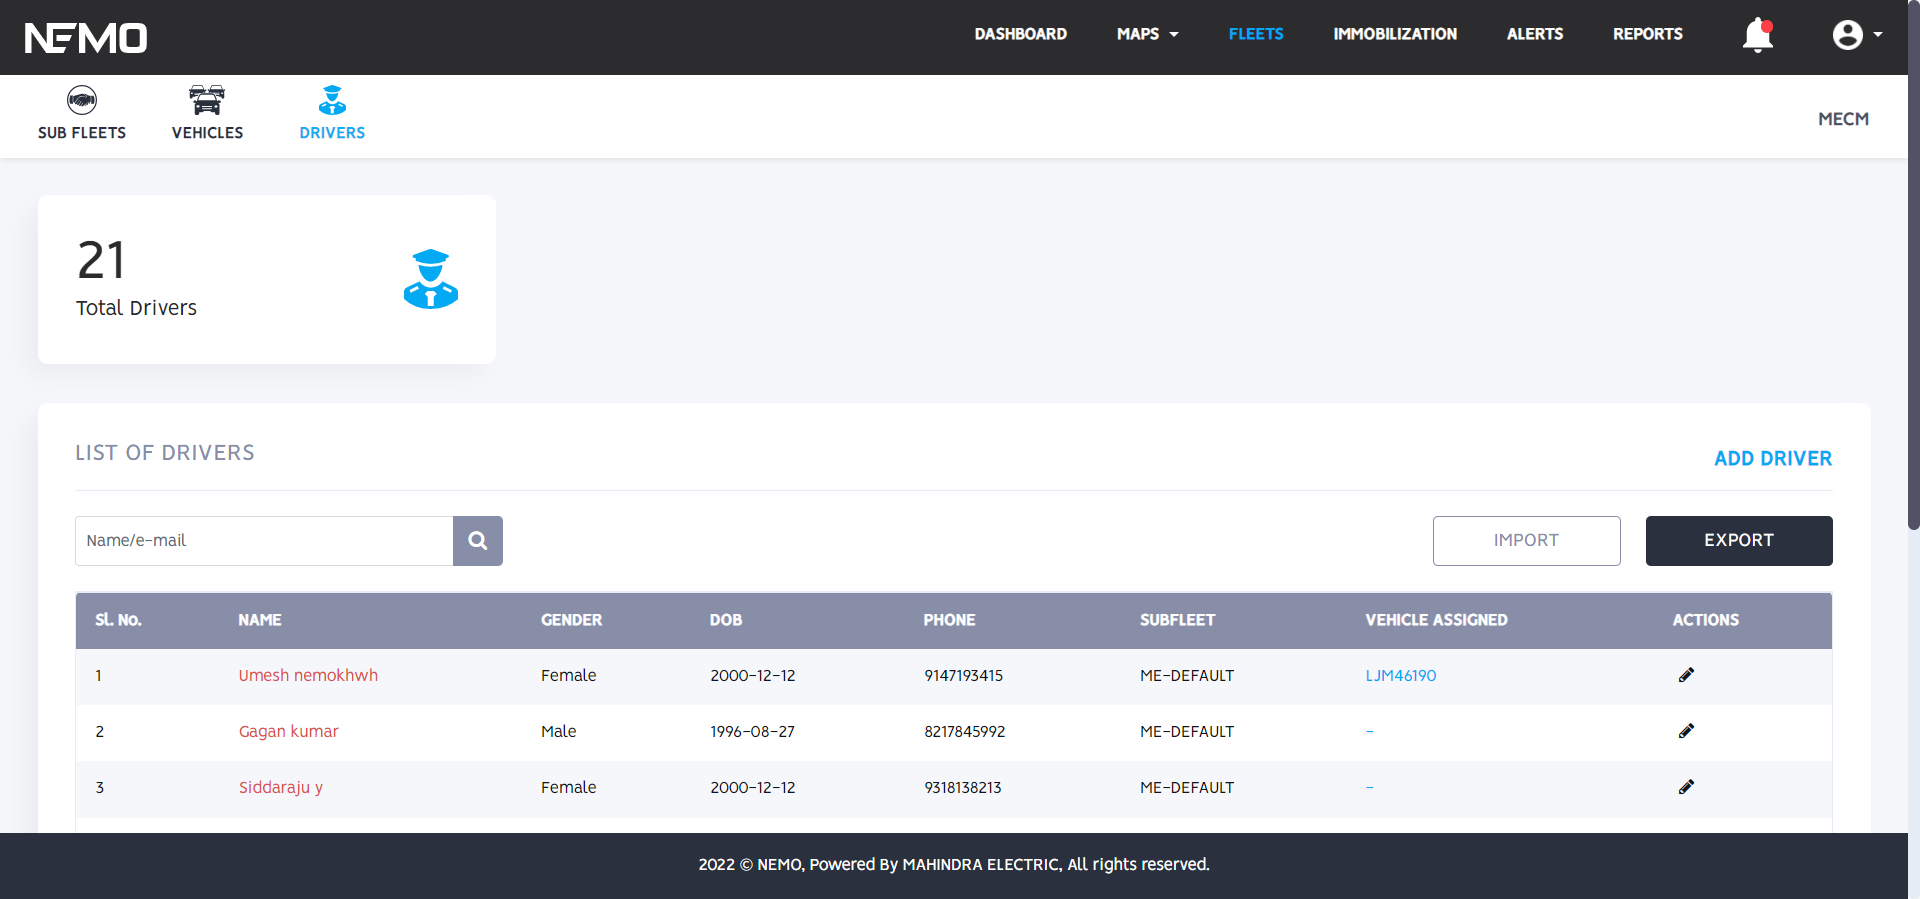 NEMO
DASHBOARD MAPS FLEETS IMMOBILIZATION ALERTS REPORTS
SUB FLEETS VEHICLES DRIVERS
MECM
21
Total Drivers
LIST OF DRIVERS
ADD DRIVER
Name/e-mail
IMPORT EXPORT
Sl. No. NAME GENDER DOB PHONE SUBFLEET VEHICLE ASSIGNED ACTIONS
1 Umesh nemokhwh Female 2000-12-12 9147193415 ME-DEFAULT LJM46190
2 Gagan kumar Male 1996-08-27 8217845992 ME-DEFAULT -
3 Siddaraju y Female 2000-12-12 9318138213 ME-DEFAULT -
2022 © NEMO, Powered By MAHINDRA ELECTRIC, All rights reserved.